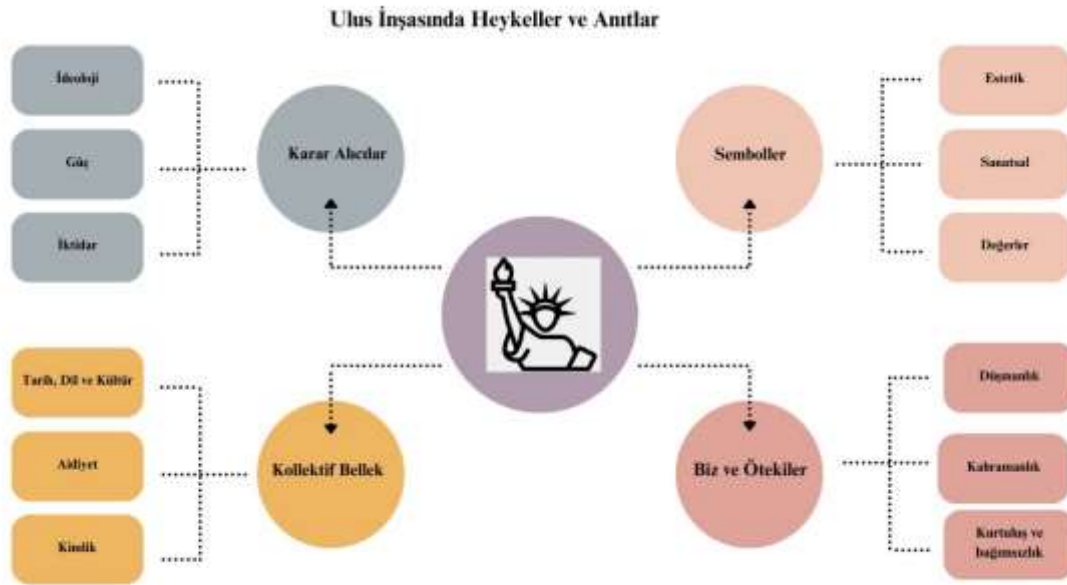 Ulus İnşasında Heykeller ve Anıtlar
İdeoloji
Güç
İktidar
Karar Alıcılar
Semboller
Estetik
Sanatsal
Değerler
Tarih, Dil ve Kültür
Aidiyet
Kimlik
Kollektif Bellek
Biz ve Ötekiler
Düşmanlık
Kahramanlık
Kurtuluş ve
bağımsızlık